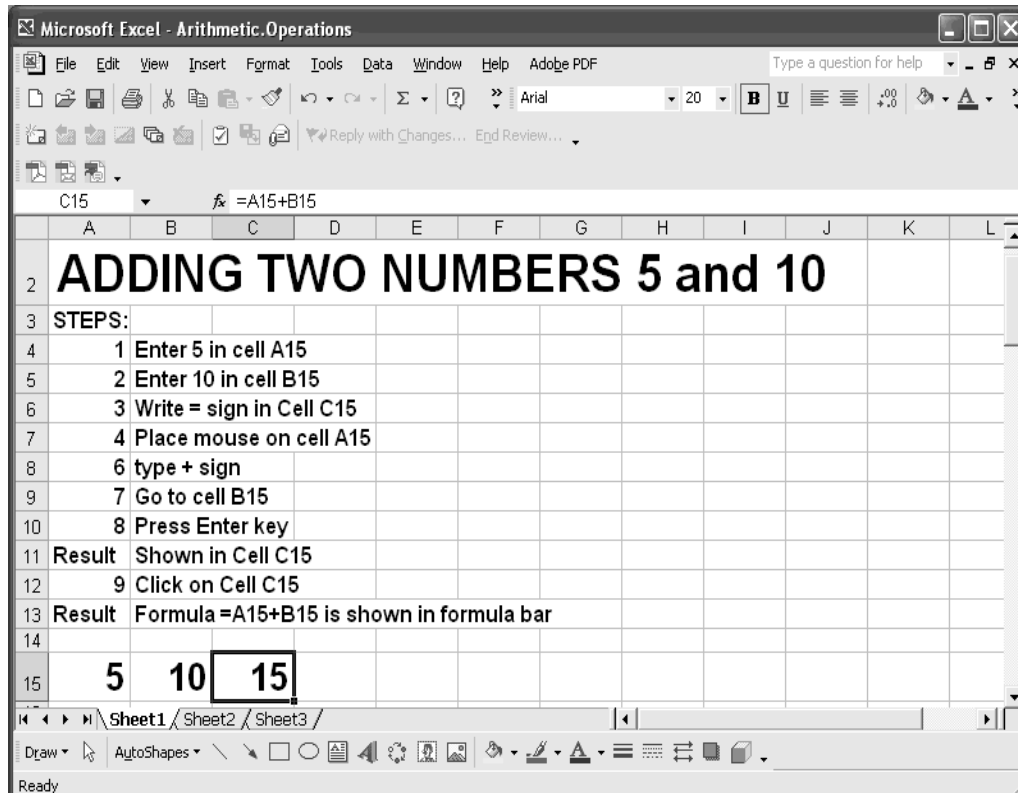 Microsoft Excel - Arithmetic.Operations
File Edit View Insert Format Tools Data Window Help Adobe PDF Type a question for help
Arial 20 B U
Reply with Changes... End Review...
C15 fx =A15+B15
A B C D E F G H I J K L
2 ADDING TWO NUMBERS 5 and 10
3 STEPS:
4 1 Enter 5 in cell A15
5 2 Enter 10 in cell B15
6 3 Write = sign in Cell C15
7 4 Place mouse on cell A15
8 6 type + sign
9 7 Go to cell B15
10 8 Press Enter key
11 Result Shown in Cell C15
12 9 Click on Cell C15
13 Result Formula =A15+B15 is shown in formula bar
14
15 5 10 15
Sheet1 / Sheet2 / Sheet3 /
Draw AutoShapes
Ready